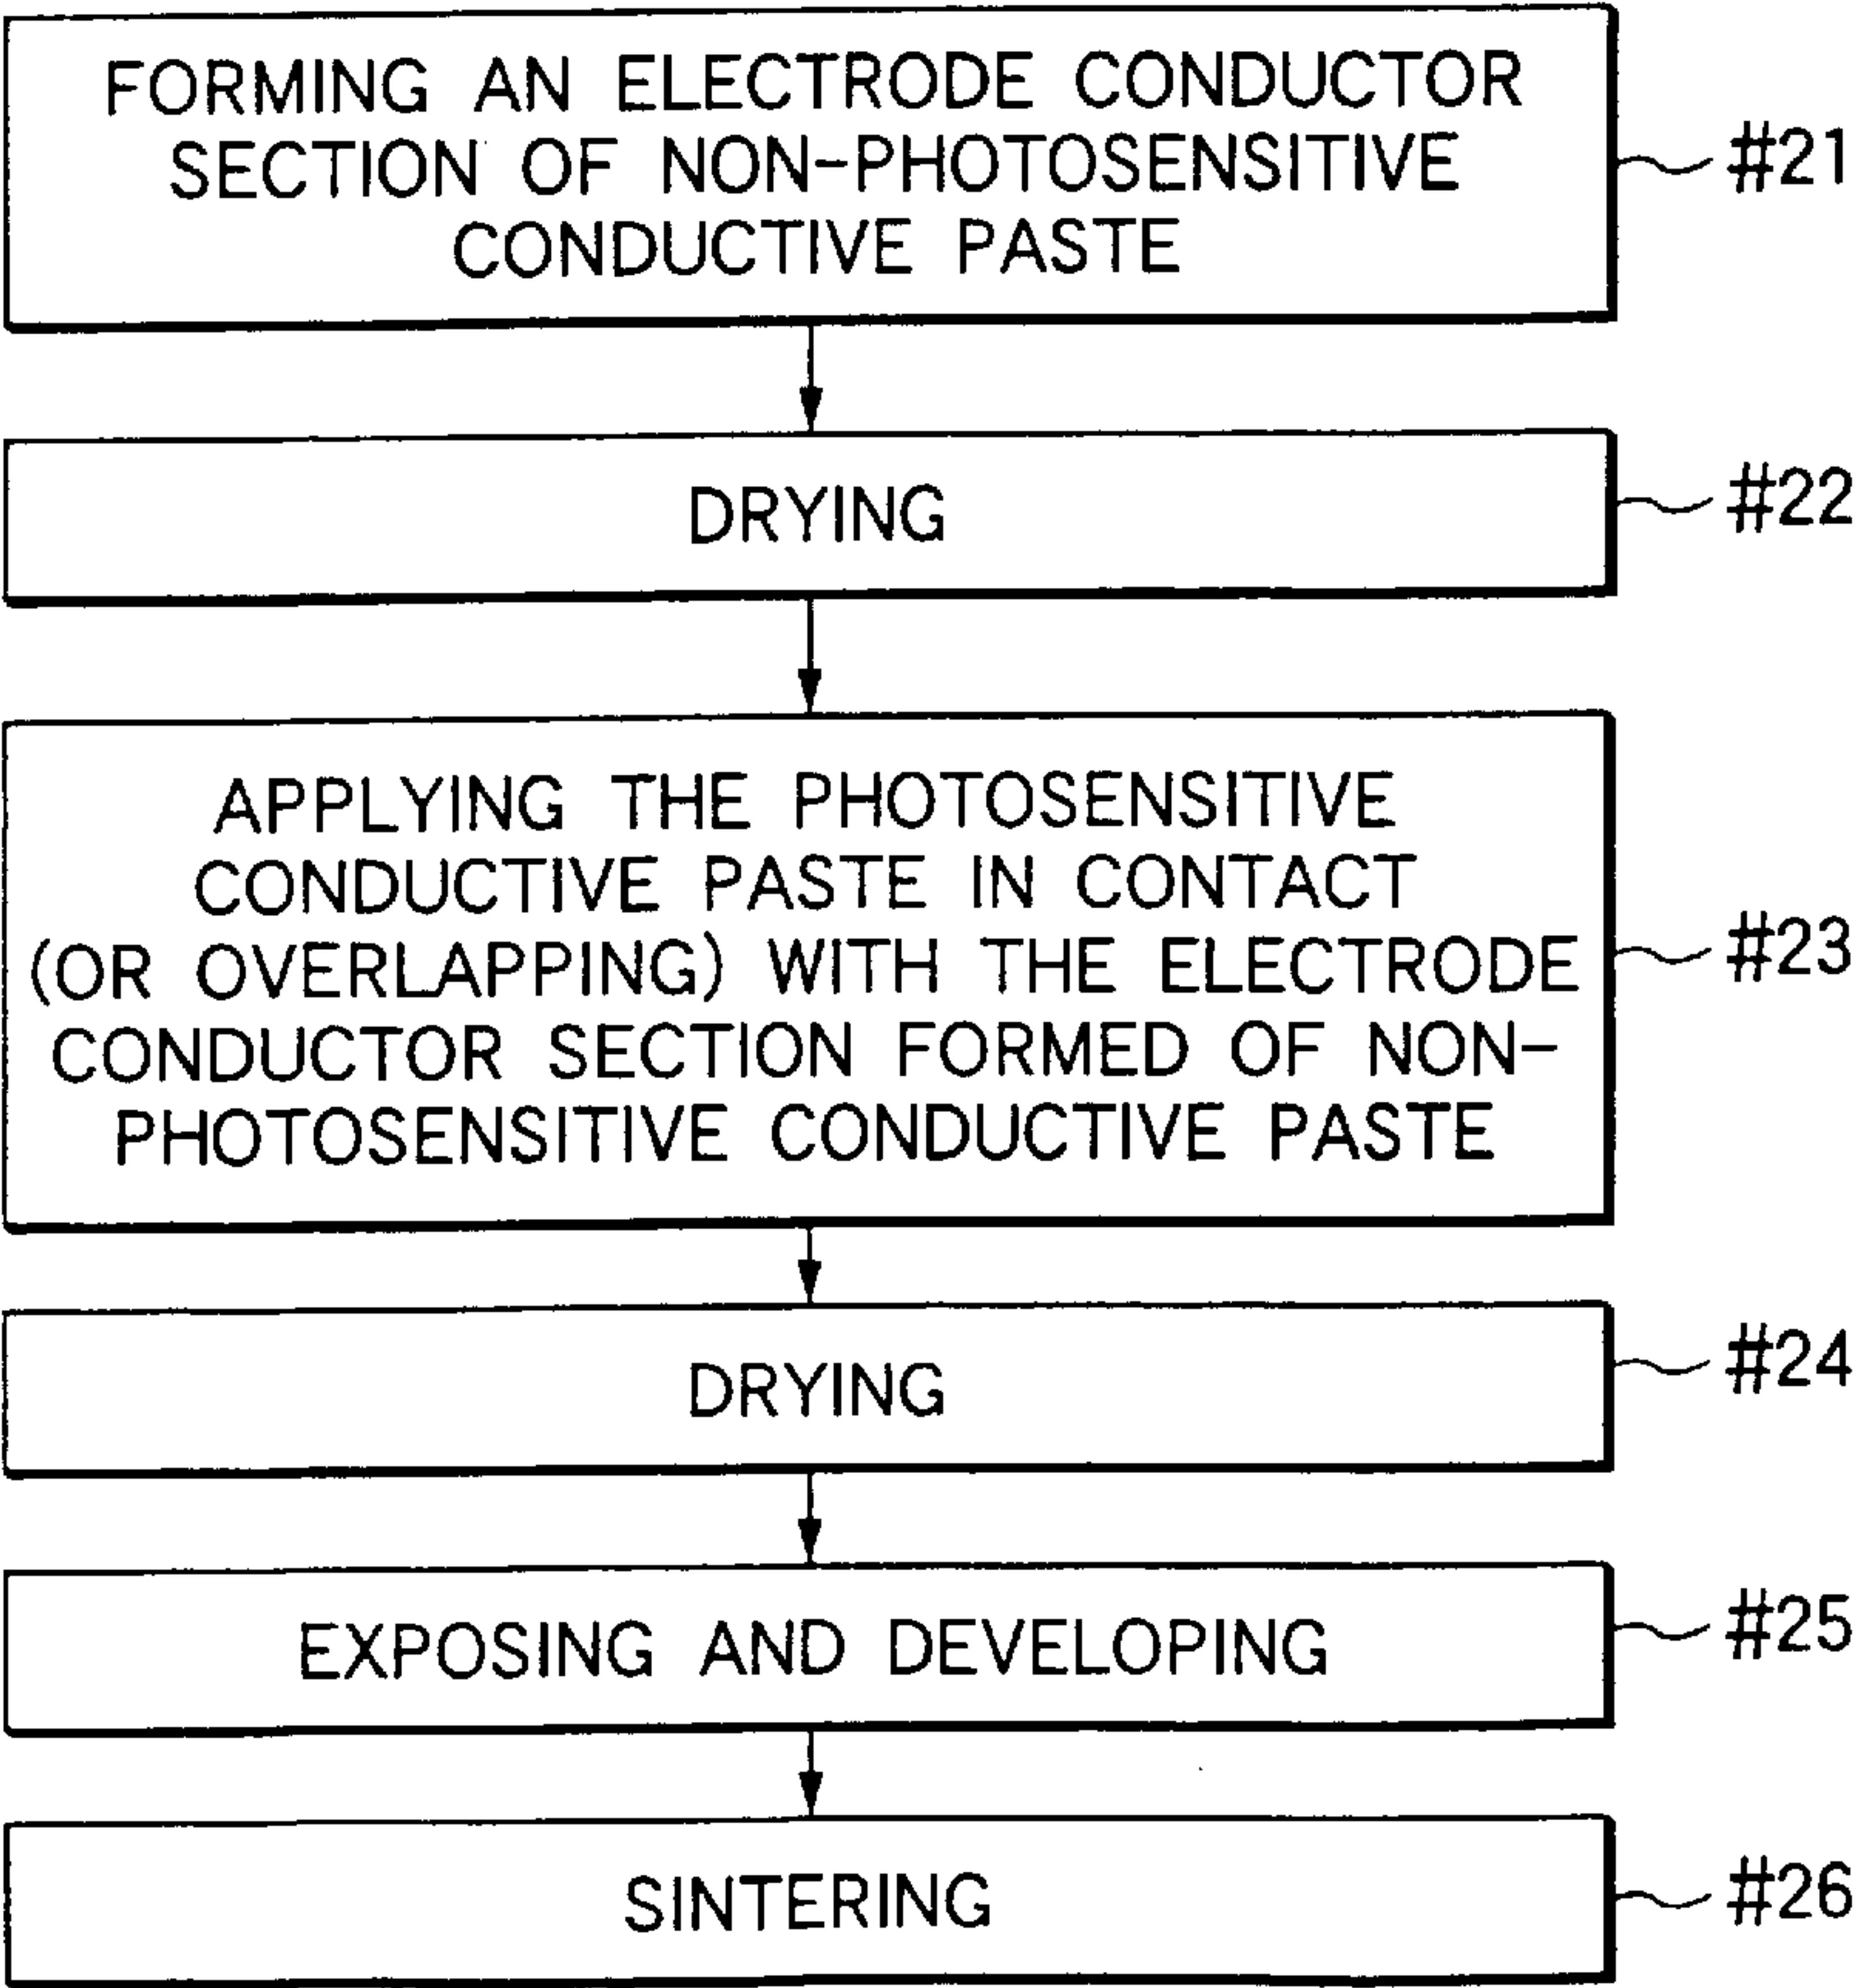 FORMING AN ELECTRODE CONDUCTOR
SECTION OF NON-PHOTOSENSITIVE
CONDUCTIVE PASTE
#21
DRYING
#22
APPLYING THE PHOTOSENSITIVE
CONDUCTIVE PASTE IN CONTACT
(OR OVERLAPPING) WITH THE ELECTRODE
CONDUCTOR SECTION FORMED OF NON-
PHOTOSENSITIVE CONDUCTIVE PASTE
#23
DRYING
#24
EXPOSING AND DEVELOPING
#25
SINTERING
#26